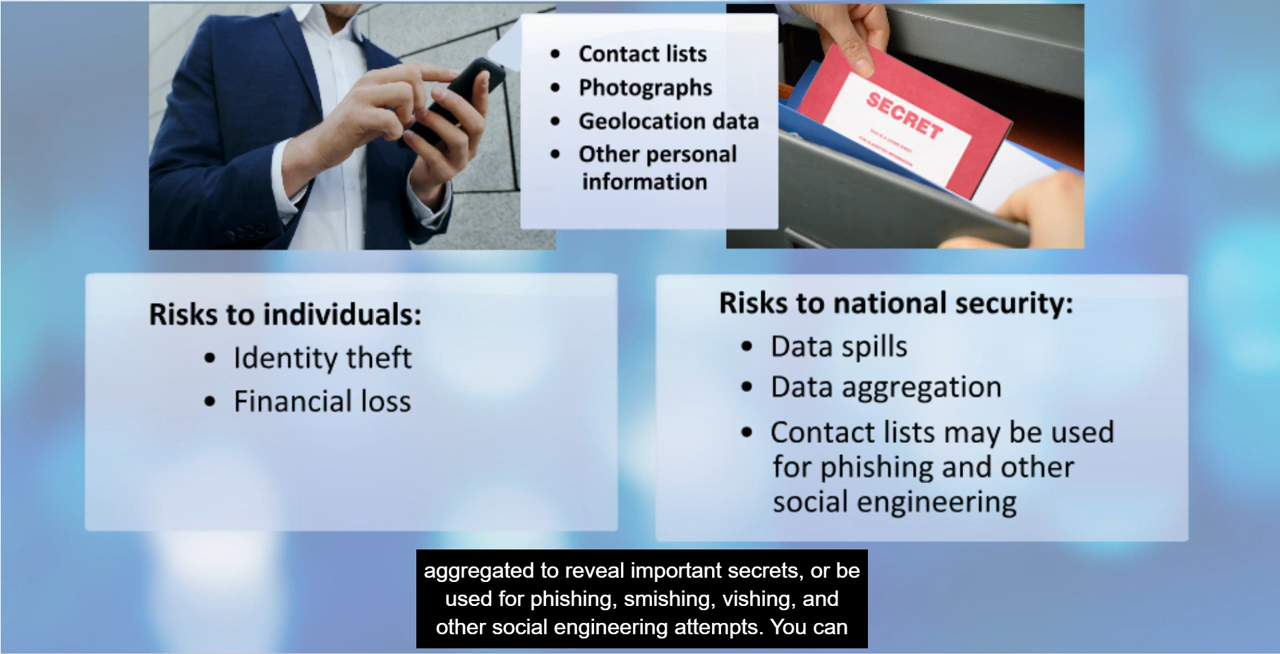 • Contact lists
• Photographs
• Geolocation data
• Other personal
information
SECRET
Risks to individuals:
• Identity theft
• Financial loss
Risks to national security:
• Data spills
• Data aggregation
• Contact lists may be used
for phishing and other
social engineering
aggregated to reveal important secrets, or be
used for phishing, smishing, vishing, and
other social engineering attempts. You can